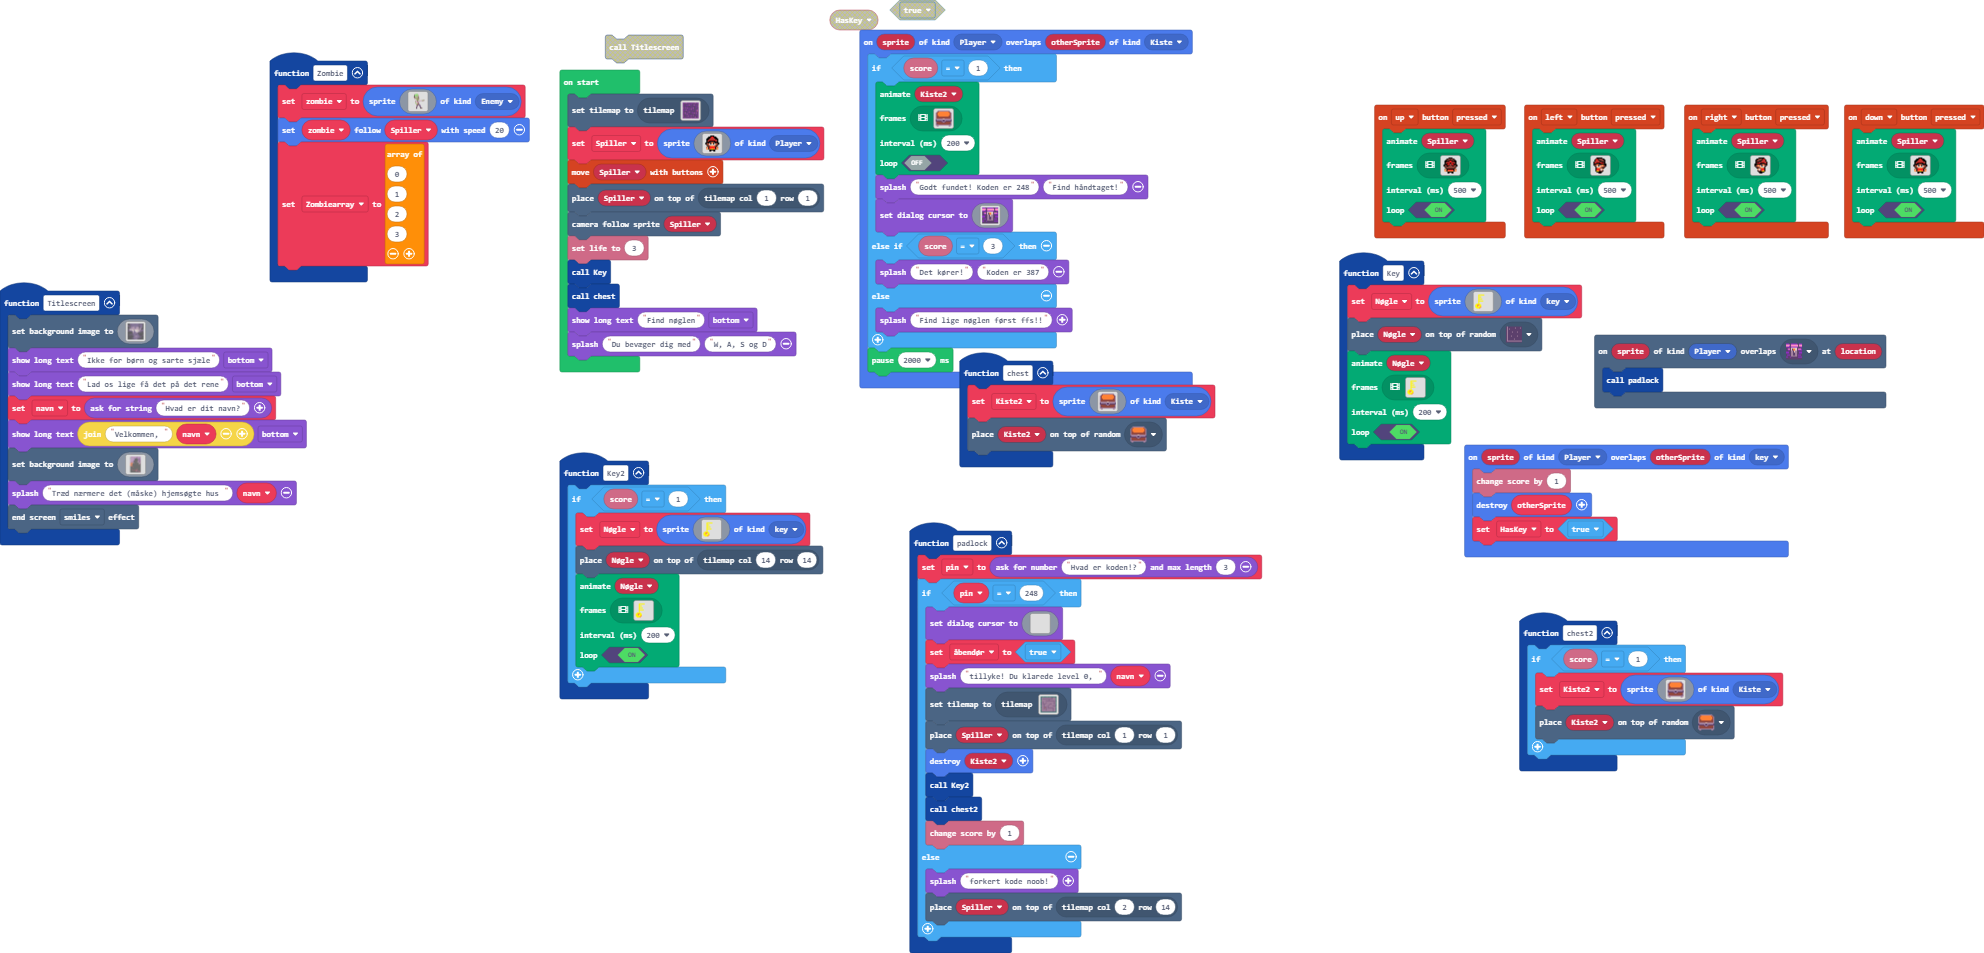 HasKey
true
call Titlescreen
function Zombie
set zombie to sprite of kind Enemy
set zombie follow Spiller with speed 20
set Zombiearray to array of
0
1
2
3
function Titlescreen
set background image to
show long text "Ikke for børn og sarte sjæle" bottom
show long text "Lad os lige få det på det rene" bottom
set navn to ask for string "Hvad er dit navn?"
show long text join "Velkommen, " navn bottom
set background image to
splash "Træd nærmere det (måske) hjemsøgte hus " navn
end screen smiles effect
on start
set tilemap to tilemap
set Spiller to sprite of kind Player
move Spiller with buttons
place Spiller on top of tilemap col 1 row 1
camera follow sprite Spiller
set life to 3
call Key
call chest
show long text "Find nøglen" bottom
splash "Du bevæger dig med" "W, A, S og D"
function Key2
if score = 1 then
set Nøgle to sprite of kind key
place Nøgle on top of tilemap col 14 row 14
animate Nøgle
frames
interval (ms) 200
loop ON
on sprite of kind Player overlaps otherSprite of kind Kiste
if score = 1 then
animate Kiste2
frames
interval (ms) 200
loop OFF
splash "Godt fundet! Koden er 248" "Find håndtaget!"
set dialog cursor to
else if score = 3 then
splash "Det kører!" "Koden er 387"
else
splash "Find lige nøglen først ffs!!"
pause 2000 ms
function chest
set Kiste2 to sprite of kind Kiste
place Kiste2 on top of random
function padlock
set pin to ask for number "Hvad er koden!?" and max length 3
if pin = 248 then
set dialog cursor to
set åbendør to true
splash "tillyke! Du klarede level 0, " navn
set tilemap to tilemap
place Spiller on top of tilemap col 1 row 1
destroy Kiste2
call Key2
call chest2
change score by 1
else
splash "forkert kode noob!"
place Spiller on top of tilemap col 2 row 14
on up button pressed
animate Spiller
frames
interval (ms) 500
loop ON
on left button pressed
animate Spiller
frames
interval (ms) 500
loop ON
on right button pressed
animate Spiller
frames
interval (ms) 500
loop ON
on down button pressed
animate Spiller
frames
interval (ms) 500
loop ON
function Key
set Nøgle to sprite of kind key
place Nøgle on top of random
animate Nøgle
frames
interval (ms) 200
loop ON
on sprite of kind Player overlaps at location
call padlock
on sprite of kind Player overlaps otherSprite of kind key
change score by 1
destroy otherSprite
set HasKey to true
function chest2
if score = 1 then
set Kiste2 to sprite of kind Kiste
place Kiste2 on top of random